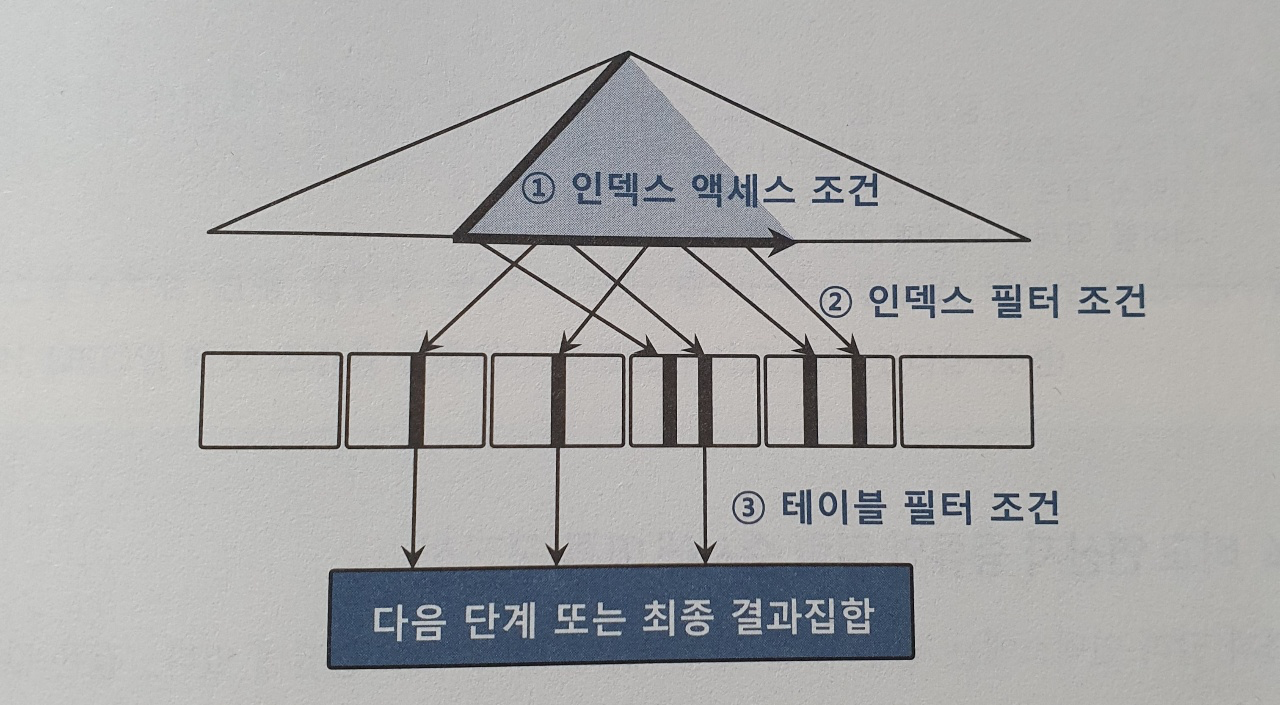 ① 인덱스 액세스 조건
② 인덱스 필터 조건
③ 테이블 필터 조건
다음 단계 또는 최종 결과집합